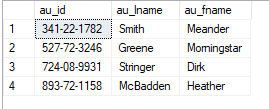 au_id au_lname au_fname
1 341-22-1782 Smith Meander
2 527-72-3246 Greene Morningstar
3 724-08-9931 Stringer Dirk
4 893-72-1158 McBadden Heather